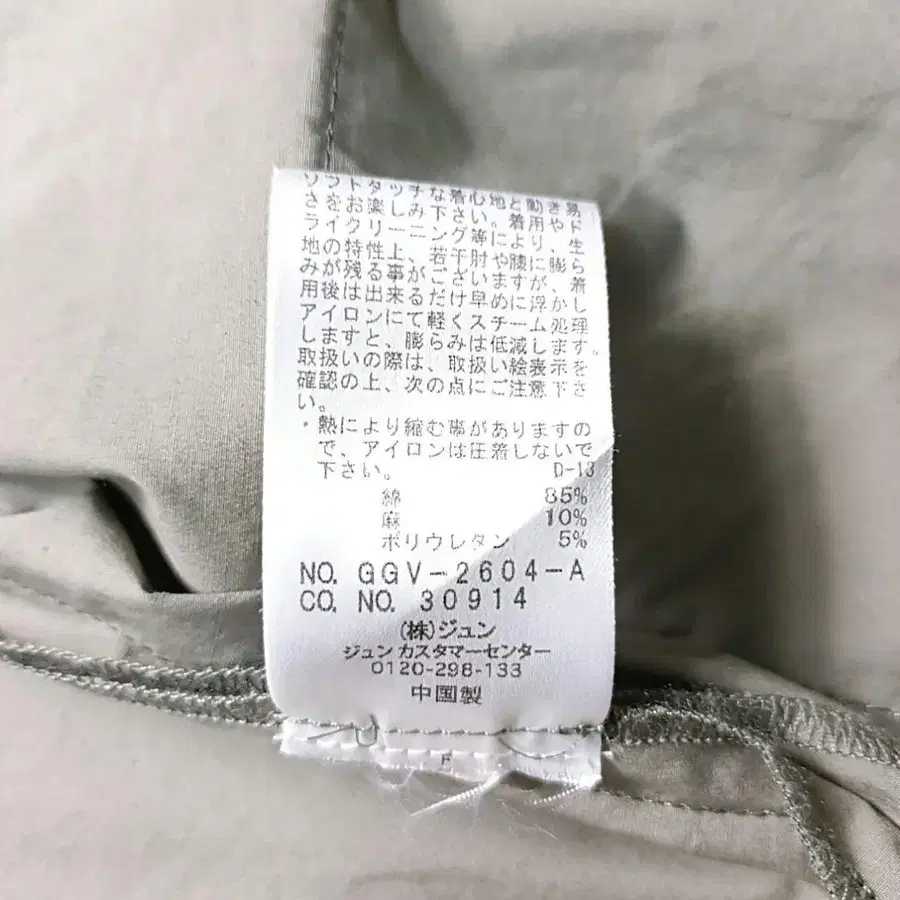 ソフトタッチな着心地と動き易
さをお楽しみ下さい。着用やド
ライクリーニング等により、生
地の特性上、若干肘や膝に膨ら
みが残る事がございますが、着
用後は出来るだけ早めに浮かし
アイロンにて軽くスチーム処理
しますと、膨らみは低減します。
取扱いの際は、取扱い絵表示を
確認の上、次の点にご注意下さ
い。
・熱により縮む事がありますの
で、アイロンは圧着しないで
下さい。 D-13
綿 85%
麻 10%
ポリウレタン 5%
NO. GGV-2604-A
CO. NO. 30914
(株)ジュン
ジュン カスタマーセンター
0120-298-133
中国製
F